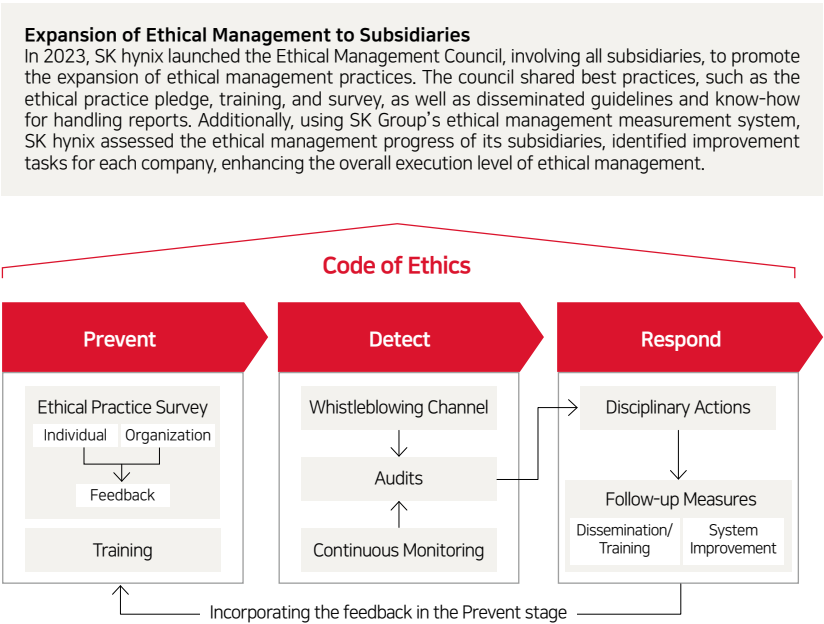 Expansion of Ethical Management to Subsidiaries
In 2023, SK hynix launched the Ethical Management Council, involving all subsidiaries, to promote
the expansion of ethical management practices. The council shared best practices, such as the
ethical practice pledge, training, and survey, as well as disseminated guidelines and know-how
for handling reports. Additionally, using SK Group's ethical management measurement system,
SK hynix assessed the ethical management progress of its subsidiaries, identified improvement
tasks for each company, enhancing the overall execution level of ethical management.
Code of Ethics
Prevent
Ethical Practice Survey
Individual
Organization
Feedback
Training
Detect
Whistleblowing Channel
Audits
Continuous Monitoring
Respond
Disciplinary Actions
Follow-up Measures
Dissemination/
Training
System
Improvement
Incorporating the feedback in the Prevent stage